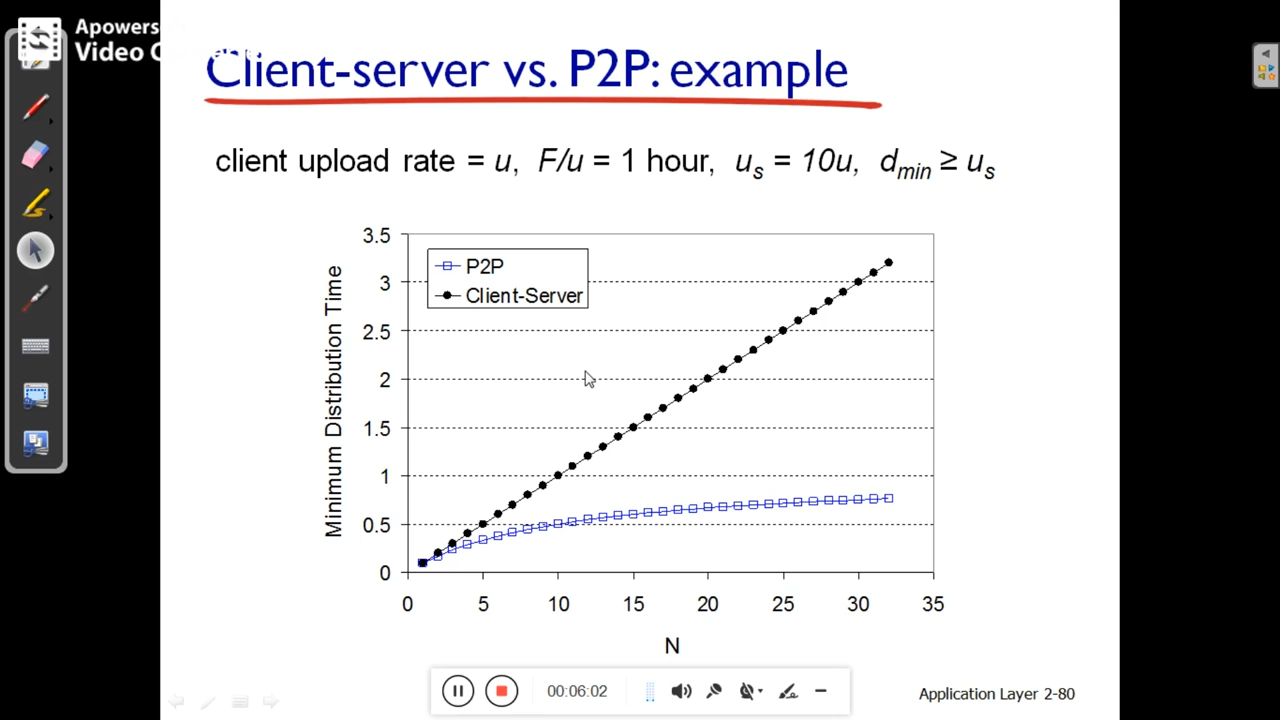 Apowers
Video C
Client-server vs. P2P: example
client upload rate = u, F/u = 1 hour, us = 10u, dmin ≥ us
3.5
3
2.5
2
1.5
1
0.5
0
Minimum Distribution Time
P2P
Client-Server
0 5 10 15 20 25 30 35
N
00:06:02
Application Layer 2-80